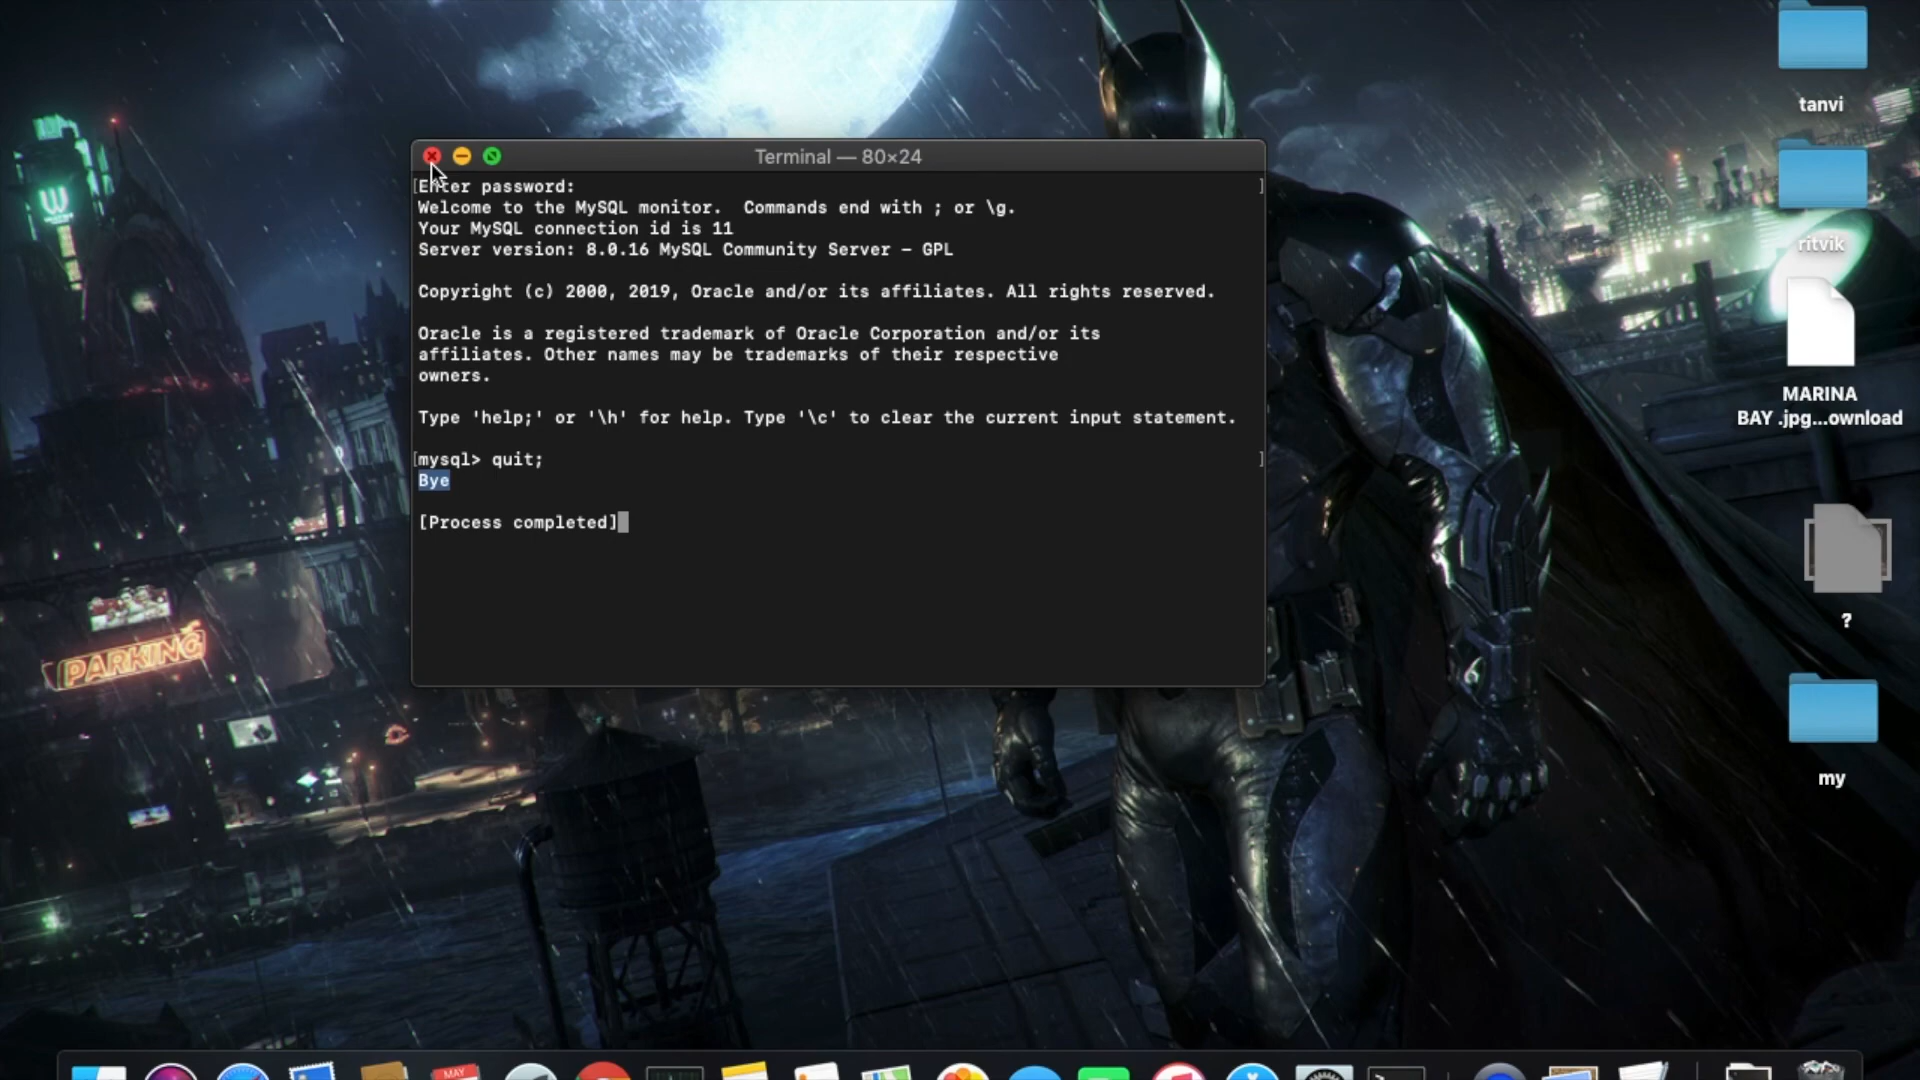 Terminal — 80×24
[Enter password: ]
Welcome to the MySQL monitor.  Commands end with ; or \g.
Your MySQL connection id is 11
Server version: 8.0.16 MySQL Community Server - GPL
Copyright (c) 2000, 2019, Oracle and/or its affiliates. All rights reserved.
Oracle is a registered trademark of Oracle Corporation and/or its
affiliates. Other names may be trademarks of their respective
owners.
Type 'help;' or '\h' for help. Type '\c' to clear the current input statement.
[mysql> quit; ]
Bye
[Process completed]
tanvi
ritvik
MARINA
BAY .jpg...ownload
?
my
PARKING
W
MAY